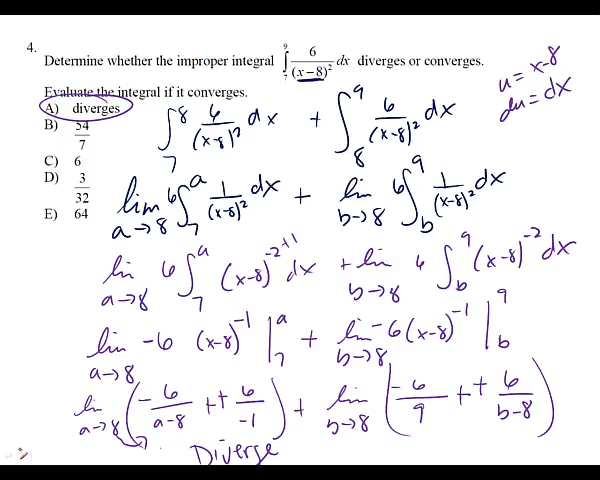 4.
Determine whether the improper integral ∫₇⁹ 6/(x–8)² dx diverges or converges.
Evaluate the integral if it converges.
A) diverges
B) 54/7
C) 6
D) 3/32
E) 64
u = x-8
du = dx
∫₇⁸ 6/(x-8)² dx + ∫₈⁹ 6/(x-8)² dx
lim a→8 6∫₇ᵃ 1/(x-8)² dx + lim b→8 6∫_b⁹ 1/(x-8)² dx
lim a→8 6∫₇ᵃ (x-8)^(-2+1) dx + lim b→8 6∫_b⁹ (x-8)^(-2) dx
lim a→8 -6 (x-8)^(-1) |₇ᵃ + lim b→8 -6(x-8)^(-1) |_b⁹
lim a→8 (-6/(a-8) ++ 6/-1) + lim b→8 (-6/9 ++ 6/(b-8))
Diverge